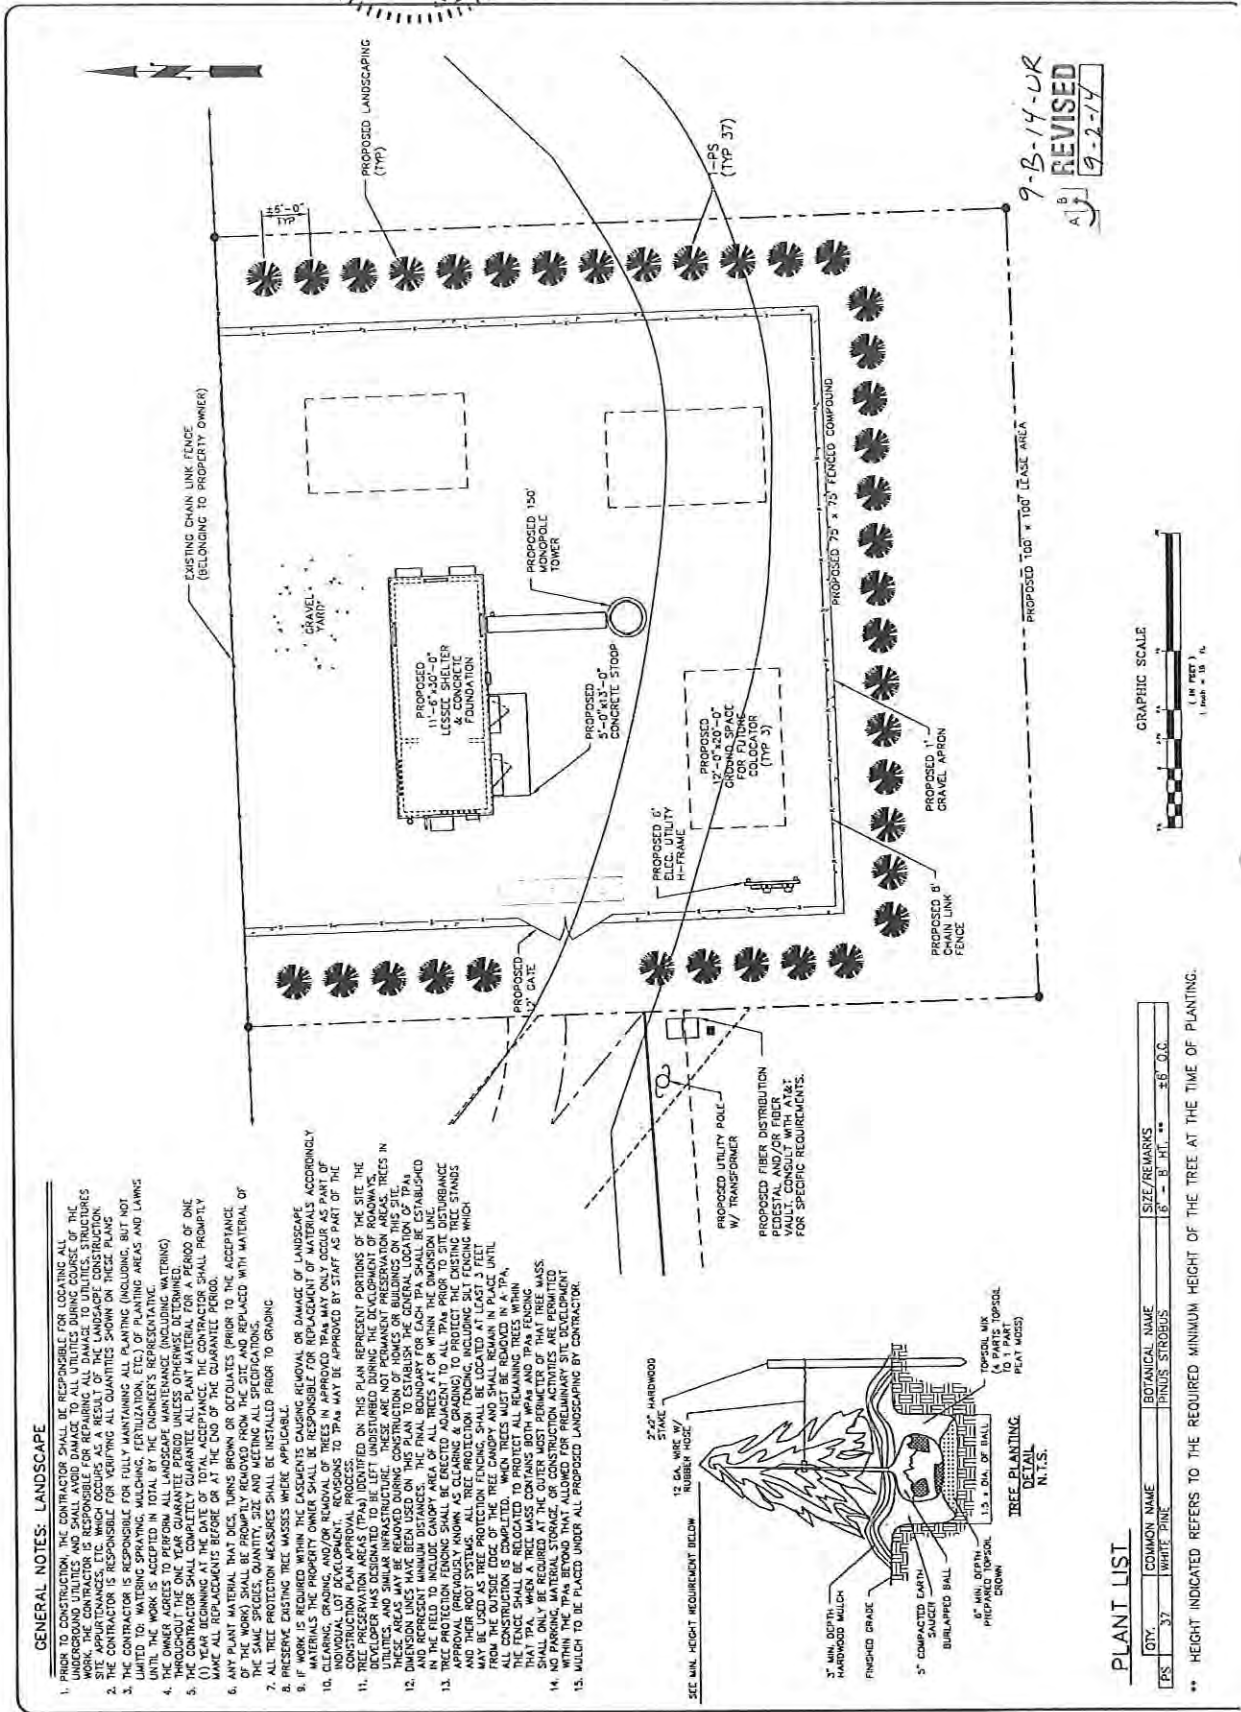 GENERAL NOTES: LANDSCAPE
1. PRIOR TO CONSTRUCTION, THE CONTRACTOR SHALL BE RESPONSIBLE FOR LOCATING ALL
UNDERGROUND UTILITIES AND SHALL AVOID DAMAGE TO ALL UTILITIES DURING COURSE OF THE
WORK. THE CONTRACTOR IS RESPONSIBLE FOR REPAIRING ALL DAMAGE TO UTILITIES, STRUCTURES
SITE APPURTENANCES, ETC. WHICH OCCURS AS A RESULT OF THE LANDSACPE CONSTRUCTION.
2. THE CONTRACTOR IS RESPONSIBLE FOR VERIFYING ALL QUANTITIES SHOWN ON THESE PLANS
3. THE CONTRACTOR IS RESPONSIBLE FOR FULLY MAINTAINING ALL PLANTING (INCLUDING, BUT NOT
LIMITED TO: WATERING SPRAYING, MULCHING, FERTILIZATION, ETC.) OF PLANTING AREAS AND LAWNS
UNTIL THE WORK IS ACCEPTED IN TOTAL BY THE ENGINEER'S REPRESENTATIVE.
4. THE OWNER AGREES TO PERFORM ALL LANDSCAPE MAINTENANCE (INCLUDING WATERING)
THROUGHOUT THE ONE YEAR GUARANTEE PERIOD UNLESS OTHERWISE DETERMINED.
5. THE CONTRACTOR SHALL COMPLETELY GUARANTEE ALL PLANT MATERIAL FOR A PERIOD OF ONE
(1) YEAR BEGINNING AT THE DATE OF TOTAL ACCEPTANCE. THE CONTRACTOR SHALL PROMPTLY
MAKE ALL REPLACEMENTS BEFORE OR AT THE END OF THE GUARANTEE PERIOD.
6. ANY PLANT MATERIAL THAT DIES, TURNS BROWN OR DEFOLIATES (PRIOR TO THE ACCEPTANCE
OF THE WORK) SHALL BE PROMPTLY REMOVED FROM THE SITE AND REPLACED WITH MATERIAL OF
THE SAME SPECIES, QUANTITY, SIZE AND MEETING ALL SPECIFICATIONS.
7. ALL TREE PROTECTION MEASURES SHALL BE INSTALLED PRIOR TO GRADING
8. PRESERVE EXISTING TREE MASSES WHERE APPLICABLE.
9. IF WORK IS REQUIRED WITHIN THE EASEMENTS CAUSING REMOVAL OR DAMAGE OF LANDSCAPE
MATERIALS THE PROPERTY OWNER SHALL BE RESPONSIBLE FOR REPLACEMENT OF MATERIALS ACCORDINGLY
10. CLEARING, GRADING, AND/OR REMOVAL OF TREES IN APPROVED TPAs MAY ONLY OCCUR AS PART OF
INDIVIDUAL LOT DEVELOPMENT. REVISIONS TO TPAs MAY BE APPROVED BY STAFF AS PART OF THE
CONSTRUCTION PLAN APPROVAL PROCESS.
11. TREE PRESERVATION AREAS (TPAs) IDENTIFIED ON THIS PLAN REPRESENT PORTIONS OF THE SITE THE
DEVELOPER HAS DESIGNATED TO BE LEFT UNDISTURBED DURING THE DEVELOPMENT OF ROADWAYS,
UTILITIES, AND SIMILAR INFRASTRUCTURE. THESE ARE NOT PERMANENT PRESERVATION AREAS. TREES IN
THESE AREAS MAY BE REMOVED DURING CONSTRUCTION OF HOMES OR BUILDINGS ON THIS SITE.
12. DIMENSION LINES HAVE BEEN USED ON THIS PLAN TO ESTABLISH THE GENERAL LOCATION OF TPAs
AND REPRESENT MINIMUM DISTANCES. THE FINAL BOUNDARY FOR EACH TPA SHALL BE ESTABLISHED
IN THE FIELD TO INCLUDE CANOPY AREA OF ALL TREES AT OR WITHIN THE DIMENSION LINE.
13. TREE PROTECTION FENCING SHALL BE ERECTED ADJACENT TO ALL TPAs PRIOR TO SITE DISTURBANCE
APPROVAL (PREVIOUSLY KNOWN AS CLEARING & GRADING) TO PROTECT THE EXISTING TREE STANDS
AND THEIR ROOT SYSTEMS. ALL TREE PROTECTION FENCING, INCLUDING SILT FENCING WHICH
MAY BE USED AS TREE PROTECTION FENCING, SHALL BE LOCATED AT LEAST 3 FEET
FROM THE OUTSIDE EDGE OF THE TREE CANOPY AND SHALL REMAIN IN PLACE UNTIL
ALL CONSTRUCTION IS COMPLETED. WHEN TREES MUST BE REMOVED IN A TPA,
THE FENCE SHALL BE RELOCATED TO PROTECT ALL REMAINING TREES WITHIN
THAT TPA. WHEN A TREE MASS CONTAINS BOTH WPAs AND TPAs FENCING
SHALL ONLY BE REQUIRED AT THE OUTER MOST PERIMETER OF THAT TREE MASS.
14. NO PARKING, MATERIAL STORAGE, OR CONSTRUCTION ACTIVITIES ARE PERMITTED
WITHIN THE TPAs BEYOND THAT ALLOWED FOR PRELIMINARY SITE DEVELOPMENT
15. MULCH TO BE PLACED UNDER ALL PROPOSED LANDSCAPING BY CONTRACTOR.
EXISTING CHAIN LINK FENCE
(BELONGING TO PROPERTY OWNER)
N
±6'-0"
TYP
PROPOSED LANDSCAPING
(TYP)
GRAVEL
YARD
PROPOSED
11'-6"x30'-0"
LESSEE SHELTER
& CONCRETE
FOUNDATION
PROPOSED 150'
MONOPOLE
TOWER
PROPOSED
5'-0"x13'-0"
CONCRETE STOOP
1-PS
(TYP 37)
PROPOSED
12' GATE
PROPOSED 6'
ELEC. UTILITY
H-FRAME
PROPOSED
12'-0"x20'-0"
GROUND SPACE
FOR FUTURE
COLOCATOR
(TYP 3)
PROPOSED 75' x 75' FENCED COMPOUND
PROPOSED 8'
CHAIN LINK
FENCE
PROPOSED 1'
GRAVEL APRON
PROPOSED 100' x 100' LEASE AREA
PROPOSED UTILITY POLE
W/ TRANSFORMER
PROPOSED FIBER DISTRIBUTION
PEDESTAL AND/OR FIBER
VAULT. CONSULT WITH AT&T
FOR SPECIFIC REQUIREMENTS.
9-B-14-UR
REVISED
9-2-14
GRAPHIC SCALE
( IN FEET )
SEE MIN. HEIGHT REQUIREMENT BELOW
2"x2" HARDWOOD
STAKE
12 GA. WIRE W/
RUBBER HOSE
3" MIN. DEPTH
HARDWOOD MULCH
FINISHED GRADE
5" COMPACTED EARTH
SAUCER
BURLAPPED BALL
6" MIN. DEPTH
PREPARED TOPSOIL
CROWN
1.5 x DIA. OF BALL
TOPSOIL MIX
(4 PARTS TOPSOIL
TO PART
PEAT MOSS)
TREE PLANTING
DETAIL
N.T.S.
PLANT LIST
QTY. COMMON NAME BOTANICAL NAME SIZE/REMARKS
PS 37 WHITE PINE PINUS STROBUS 6' - 8' HT. ** ±6' O.C.
** HEIGHT INDICATED REFERS TO THE REQUIRED MINIMUM HEIGHT OF THE TREE AT THE TIME OF PLANTING.